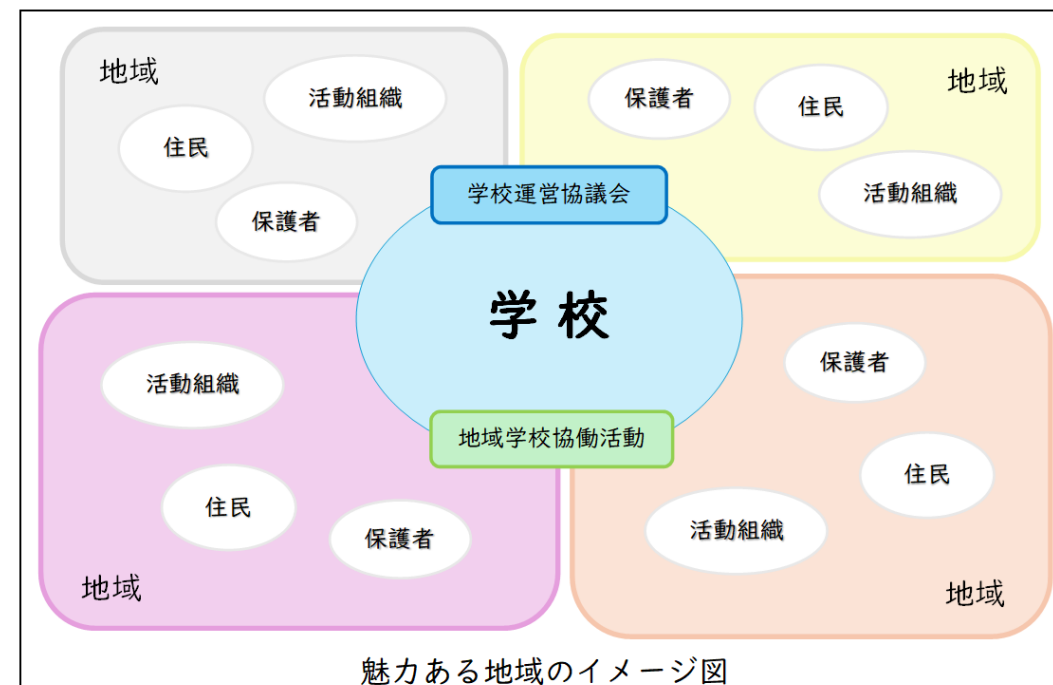 地域
活動組織
住民
保護者
保護者
住民
地域
活動組織
学校運営協議会
学校
地域学校協働活動
活動組織
住民
保護者
地域
保護者
住民
活動組織
地域
魅力ある地域のイメージ図